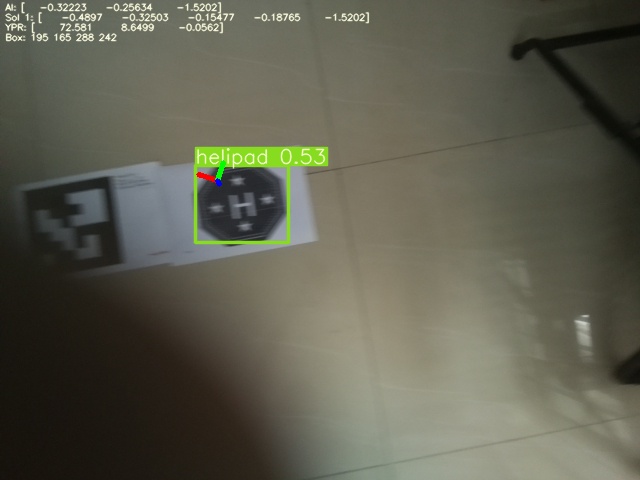 AI: [ -0.32223 -0.25634 -1.5202]
Sol 1: [ -0.4897 -0.32503 -0.15477 -0.18765 -1.5202]
YPR: [ 72.581 8.6499 -0.0562]
Box: 195 165 288 242
helipad 0.53
H